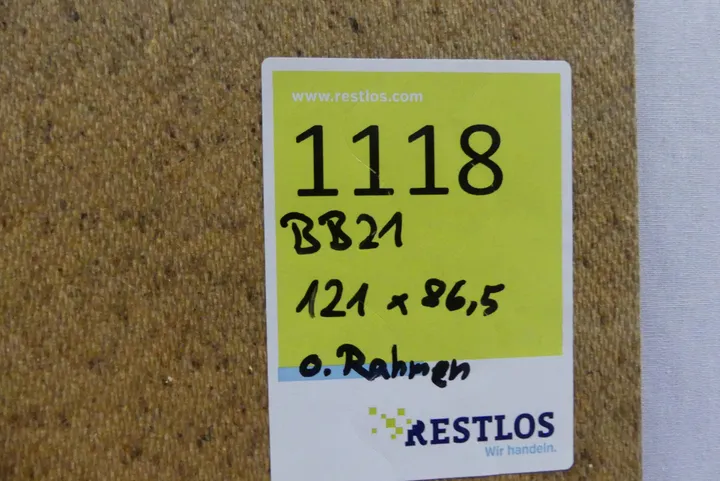 www.restlos.com
1118
BB21
121 x 86,5
o. Rahmen
RESTLOS
Wir handeln.